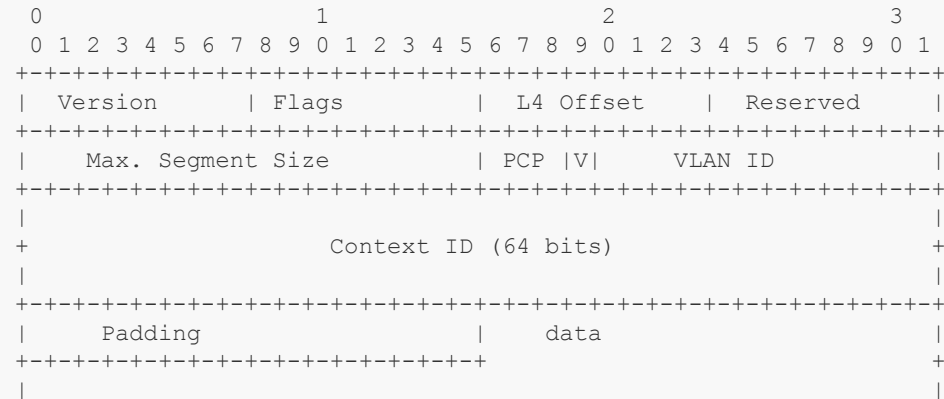 0                   1                   2                   3
 0 1 2 3 4 5 6 7 8 9 0 1 2 3 4 5 6 7 8 9 0 1 2 3 4 5 6 7 8 9 0 1
+-+-+-+-+-+-+-+-+-+-+-+-+-+-+-+-+-+-+-+-+-+-+-+-+-+-+-+-+-+-+-+-+
|  Version      | Flags         |  L4 Offset    |  Reserved     |
+-+-+-+-+-+-+-+-+-+-+-+-+-+-+-+-+-+-+-+-+-+-+-+-+-+-+-+-+-+-+-+-+
|    Max. Segment Size          | PCP |V|     VLAN ID           |
+-+-+-+-+-+-+-+-+-+-+-+-+-+-+-+-+-+-+-+-+-+-+-+-+-+-+-+-+-+-+-+-+
|                                                               |
+                     Context ID (64 bits)                      +
|                                                               |
+-+-+-+-+-+-+-+-+-+-+-+-+-+-+-+-+-+-+-+-+-+-+-+-+-+-+-+-+-+-+-+-+
|     Padding                   |    data                       |
+-+-+-+-+-+-+-+-+-+-+-+-+-+-+-+-+                               +
|                                                               |